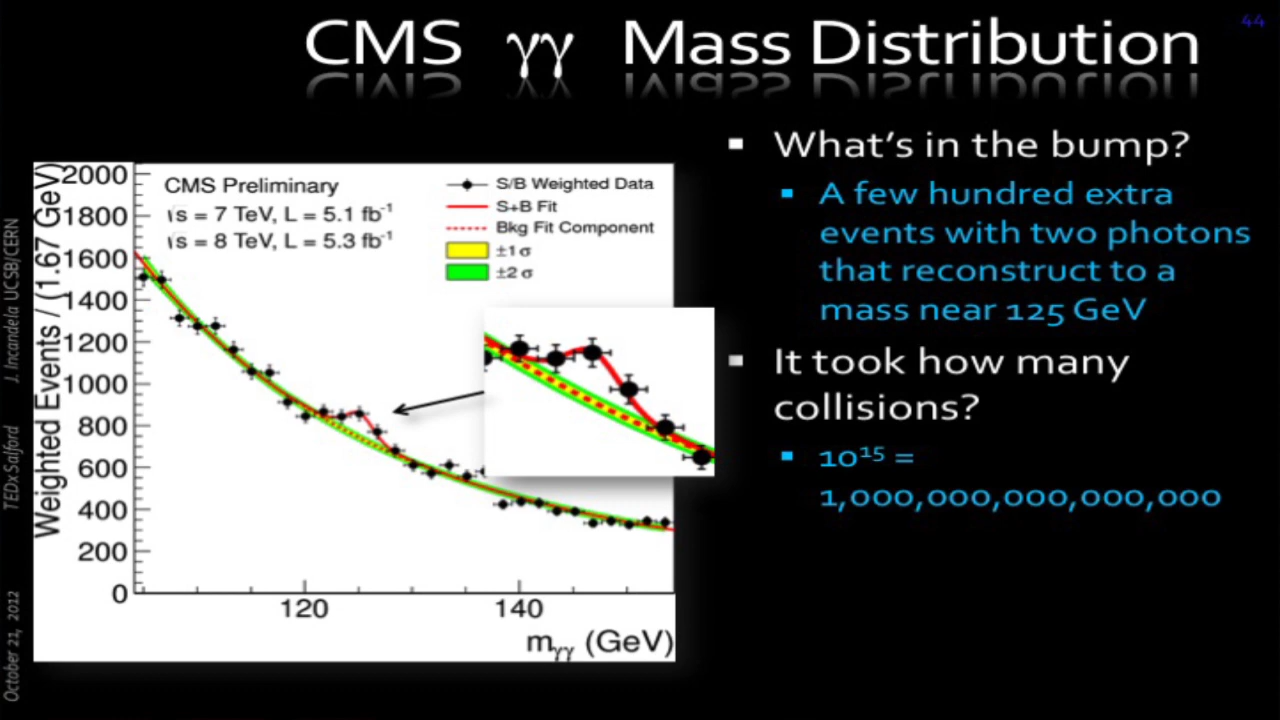 44
CMS γγ Mass Distribution
What's in the bump?
A few hundred extra
events with two photons
that reconstruct to a
mass near 125 GeV
It took how many
collisions?
10¹⁵ =
1,000,000,000,000,000
Weighted Events / (1.67 GeV)
2000
1800
1600
1400
1200
1000
800
600
400
200
0
CMS Preliminary
√s = 7 TeV, L = 5.1 fb⁻¹
√s = 8 TeV, L = 5.3 fb⁻¹
S/B Weighted Data
S+B Fit
Bkg Fit Component
±1 σ
±2 σ
120 140
mγγ (GeV)
October 21, 2012 TEDxSalford J. Incandela UCSB/CERN